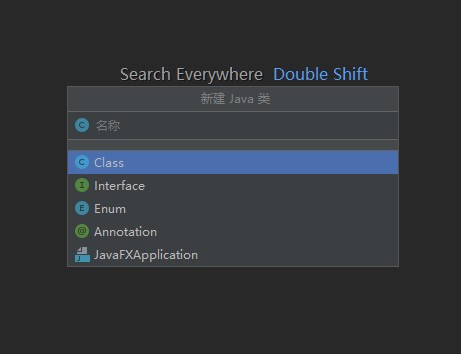 Search Everywhere Double Shift
新建 Java 类
C 名称
C Class
I Interface
E Enum
@ Annotation
J JavaFXApplication